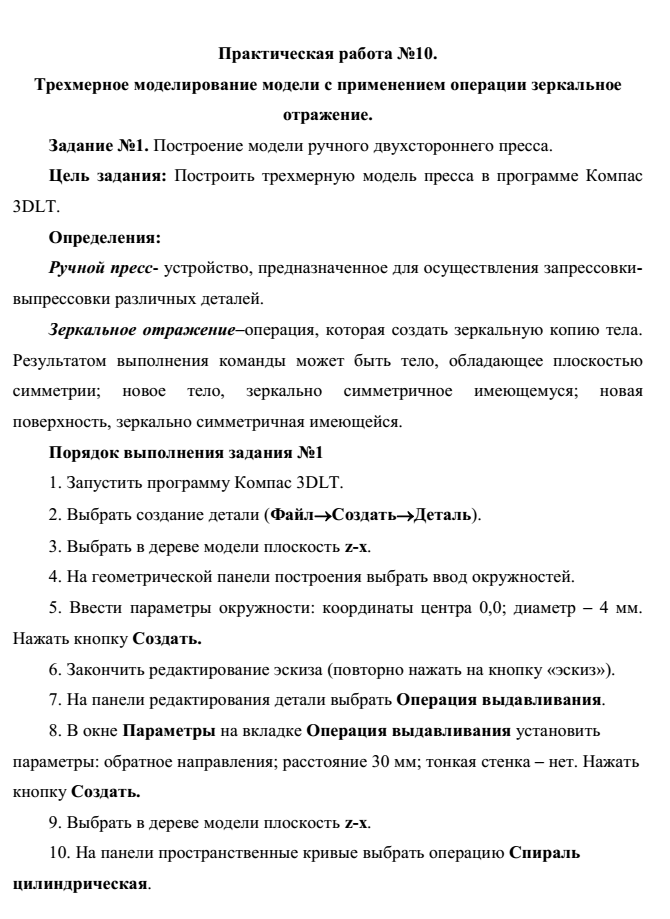 Практическая работа №10.
Трехмерное моделирование модели с применением операции зеркальное
отражение.
Задание №1. Построение модели ручного двухстороннего пресса.
Цель задания: Построить трехмерную модель пресса в программе Компас
3DLT.
Определения:
Ручной пресс- устройство, предназначенное для осуществления запрессовки-
выпрессовки различных деталей.
Зеркальное отражение–операция, которая создать зеркальную копию тела.
Результатом выполнения команды может быть тело, обладающее плоскостью
симметрии; новое тело, зеркально симметричное имеющемуся; новая
поверхность, зеркально симметричная имеющейся.
Порядок выполнения задания №1
1. Запустить программу Компас 3DLT.
2. Выбрать создание детали (Файл→Создать→Деталь).
3. Выбрать в дереве модели плоскость z-x.
4. На геометрической панели построения выбрать ввод окружностей.
5. Ввести параметры окружности: координаты центра 0,0; диаметр – 4 мм.
Нажать кнопку Создать.
6. Закончить редактирование эскиза (повторно нажать на кнопку «эскиз»).
7. На панели редактирования детали выбрать Операция выдавливания.
8. В окне Параметры на вкладке Операция выдавливания установить
параметры: обратное направления; расстояние 30 мм; тонкая стенка – нет. Нажать
кнопку Создать.
9. Выбрать в дереве модели плоскость z-x.
10. На панели пространственные кривые выбрать операцию Спираль
цилиндрическая.